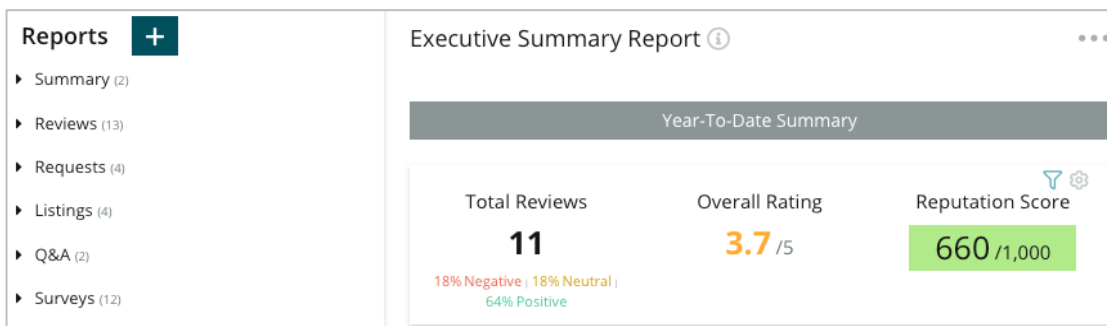 Reports
Summary (2)
Reviews (13)
Requests (4)
Listings (4)
Q&A (2)
Surveys (12)
Executive Summary Report
Year-To-Date Summary
Total Reviews
11
18% Negative | 18% Neutral |
64% Positive
Overall Rating
3.7 /5
Reputation Score
660 /1,000